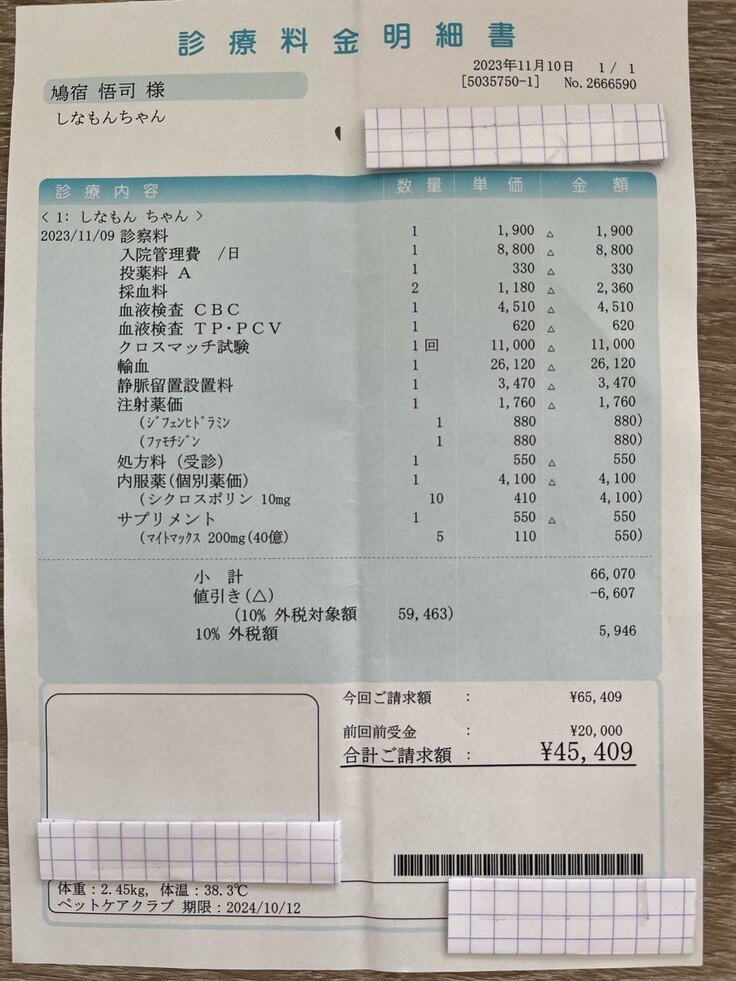 診療料金明細書
2023年11月10日 1/ 1
[5035750-1] No.2666590
鳩宿 悟司 様
しなもんちゃん
診療内容 数量 単価 金額
< 1: しなもん ちゃん >
2023/11/09 診察料 1 1,900 △ 1,900
入院管理費 /日 1 8,800 △ 8,800
投薬料 A 1 330 △ 330
採血料 2 1,180 △ 2,360
血液検査 CBC 1 4,510 △ 4,510
血液検査 TP・PCV 1 620 △ 620
クロスマッチ試験 1 回 11,000 △ 11,000
輸血 1 26,120 △ 26,120
静脈留置設置料 1 3,470 △ 3,470
注射薬価 1 1,760 △ 1,760
(ジフェンヒドラミン 1 880 880)
(ファモチジン 1 880 880)
処方料 (受診) 1 550 △ 550
内服薬(個別薬価) 1 4,100 △ 4,100
(シクロスポリン 10mg 10 410 4,100)
サプリメント 1 550 △ 550
(マイトマックス 200mg(40億) 5 110 550)
小 計 66,070
値引き(△) -6,607
(10% 外税対象額 59,463)
10% 外税額 5,946
今回ご請求額 : ¥65,409
前回前受金 : ¥20,000
合計ご請求額 : ¥45,409
体重:2.45kg, 体温:38.3℃
ペットケアクラブ 期限:2024/10/12